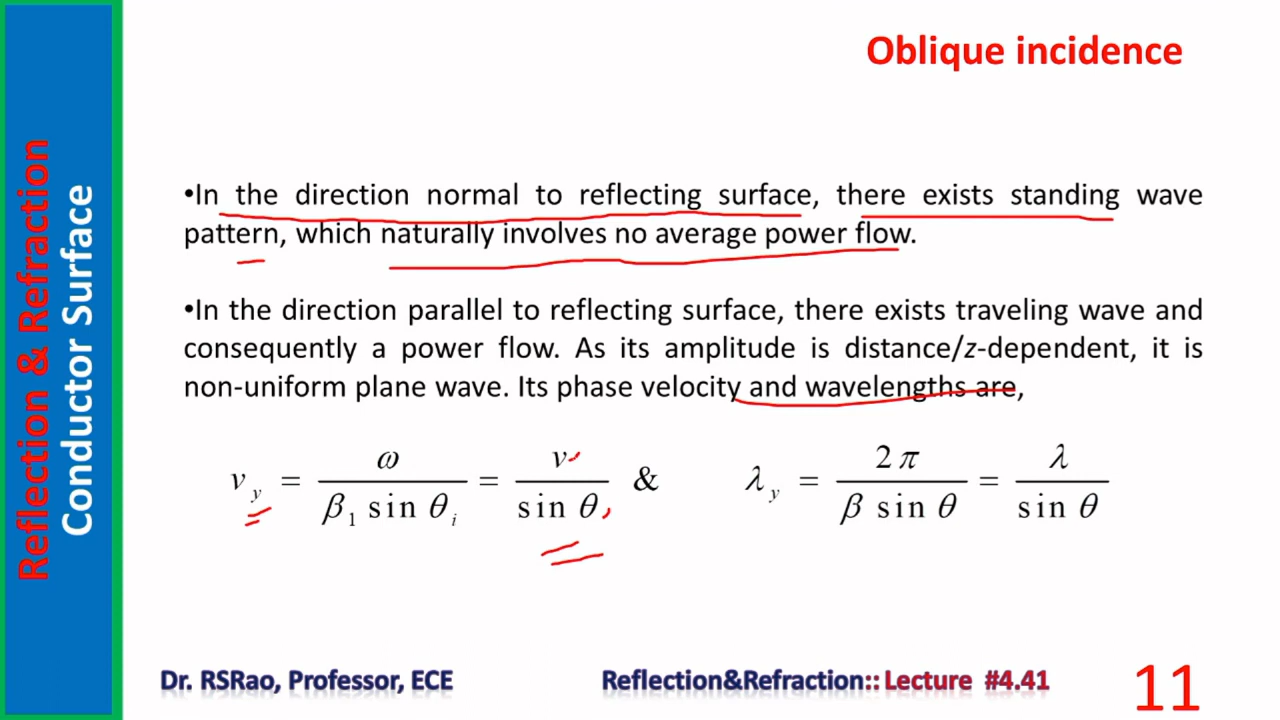 Oblique incidence
Reflection & Refraction
Conductor Surface
•In the direction normal to reflecting surface, there exists standing wave
pattern, which naturally involves no average power flow.
•In the direction parallel to reflecting surface, there exists traveling wave and
consequently a power flow. As its amplitude is distance/z-dependent, it is
non-uniform plane wave. Its phase velocity and wavelengths are,
v_y = ω / (β_1 sin θ_i) = v / sin θ & λ_y = 2π / (β sin θ) = λ / sin θ
Dr. RSRao, Professor, ECE Reflection&Refraction:: Lecture #4.41 11